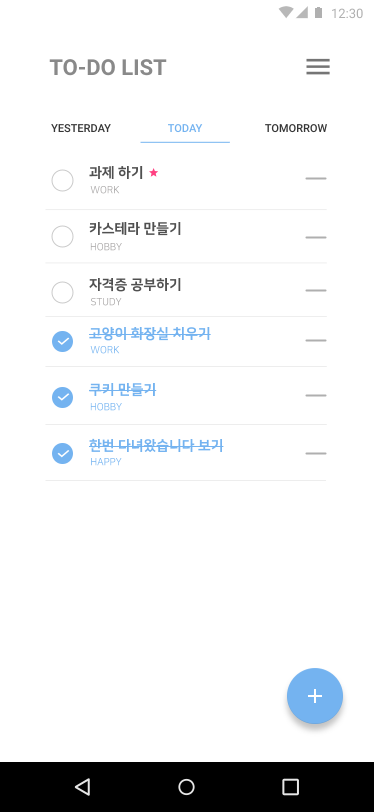 12:30
TO-DO LIST
YESTERDAY TODAY TOMORROW
과제 하기
WORK
카스테라 만들기
HOBBY
자격증 공부하기
STUDY
고양이 화장실 치우기
WORK
쿠키 만들기
HOBBY
한번 다녀왔습니다 보기
HAPPY